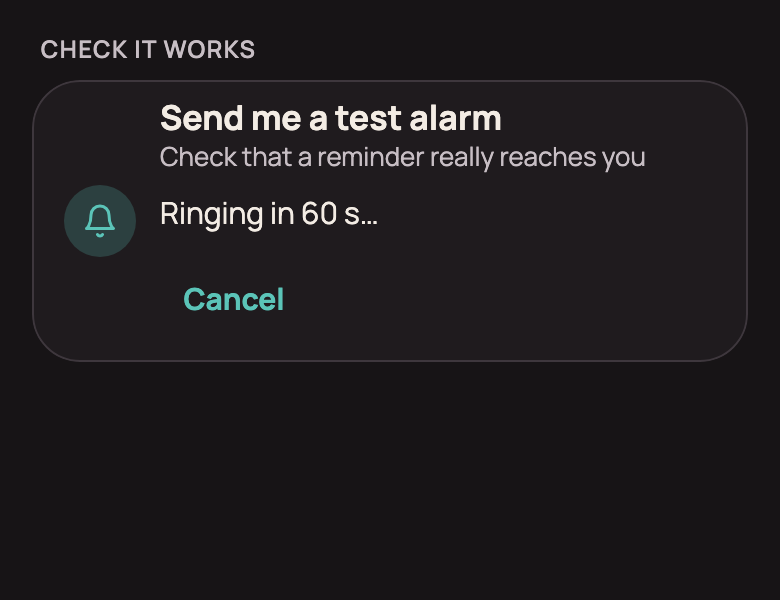 CHECK IT WORKS
Send me a test alarm
Check that a reminder really reaches you
Ringing in 60 s…
Cancel